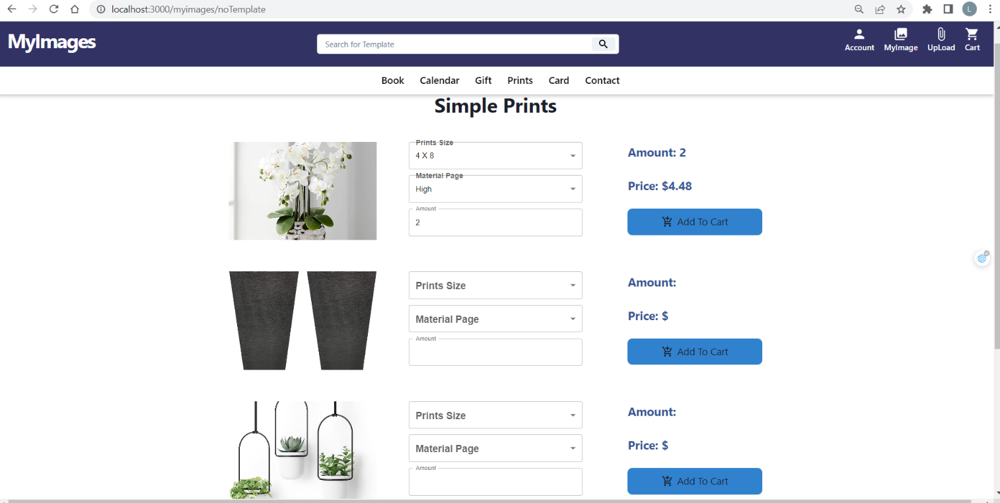 localhost:3000/myimages/noTemplate
L
MyImages
Search for Template
Account MyImage UpLoad Cart
Book Calendar Gift Prints Card Contact
Simple Prints
Prints Size
4 X 8
Material Page
High
Amount
2
Amount: 2
Price: $4.48
Add To Cart
Prints Size
Material Page
Amount
Amount:
Price: $
Add To Cart
Prints Size
Material Page
Amount
Amount:
Price: $
Add To Cart